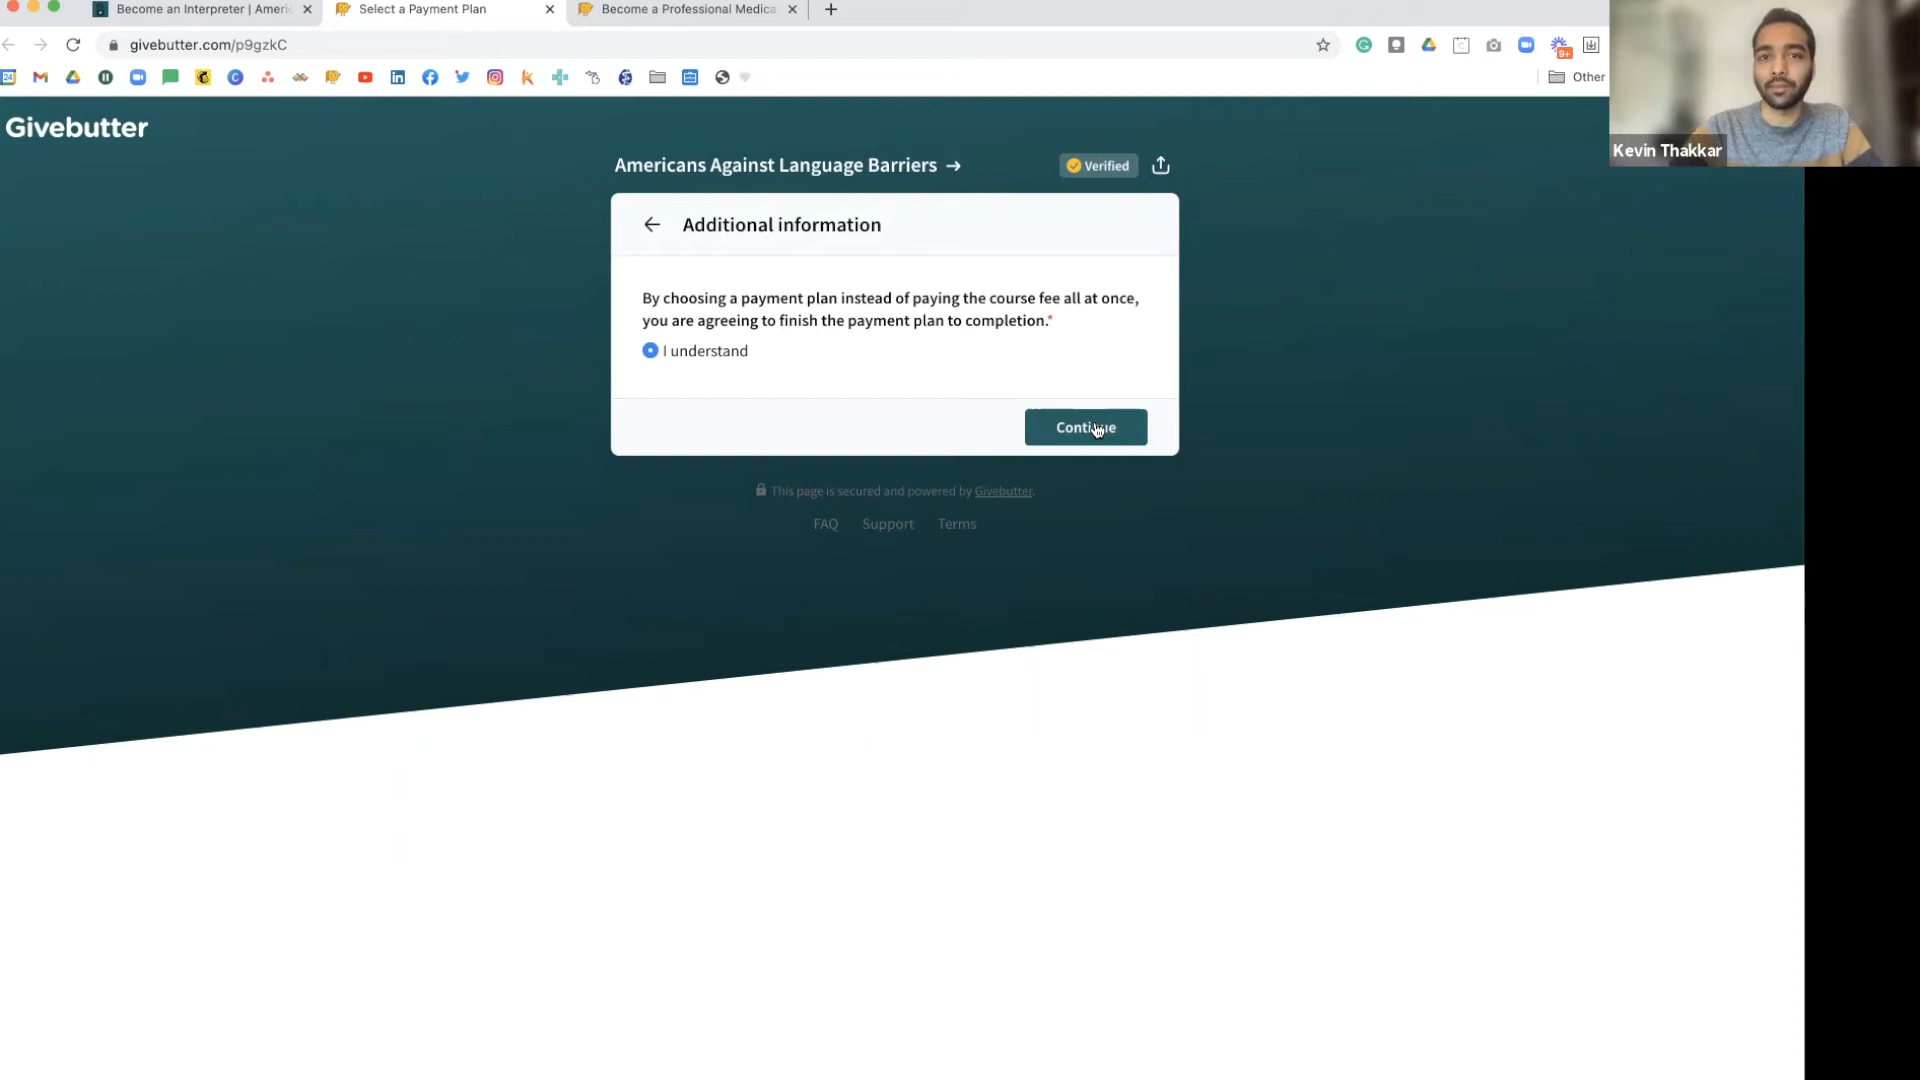 Become an Interpreter | Ameri
Select a Payment Plan
Become a Professional Medica
givebutter.com/p9gzkC
9+
24
Other
Kevin Thakkar
Givebutter
Americans Against Language Barriers →
Verified
Additional information
By choosing a payment plan instead of paying the course fee all at once,
you are agreeing to finish the payment plan to completion.*
I understand
Continue
This page is secured and powered by Givebutter.
FAQ Support Terms